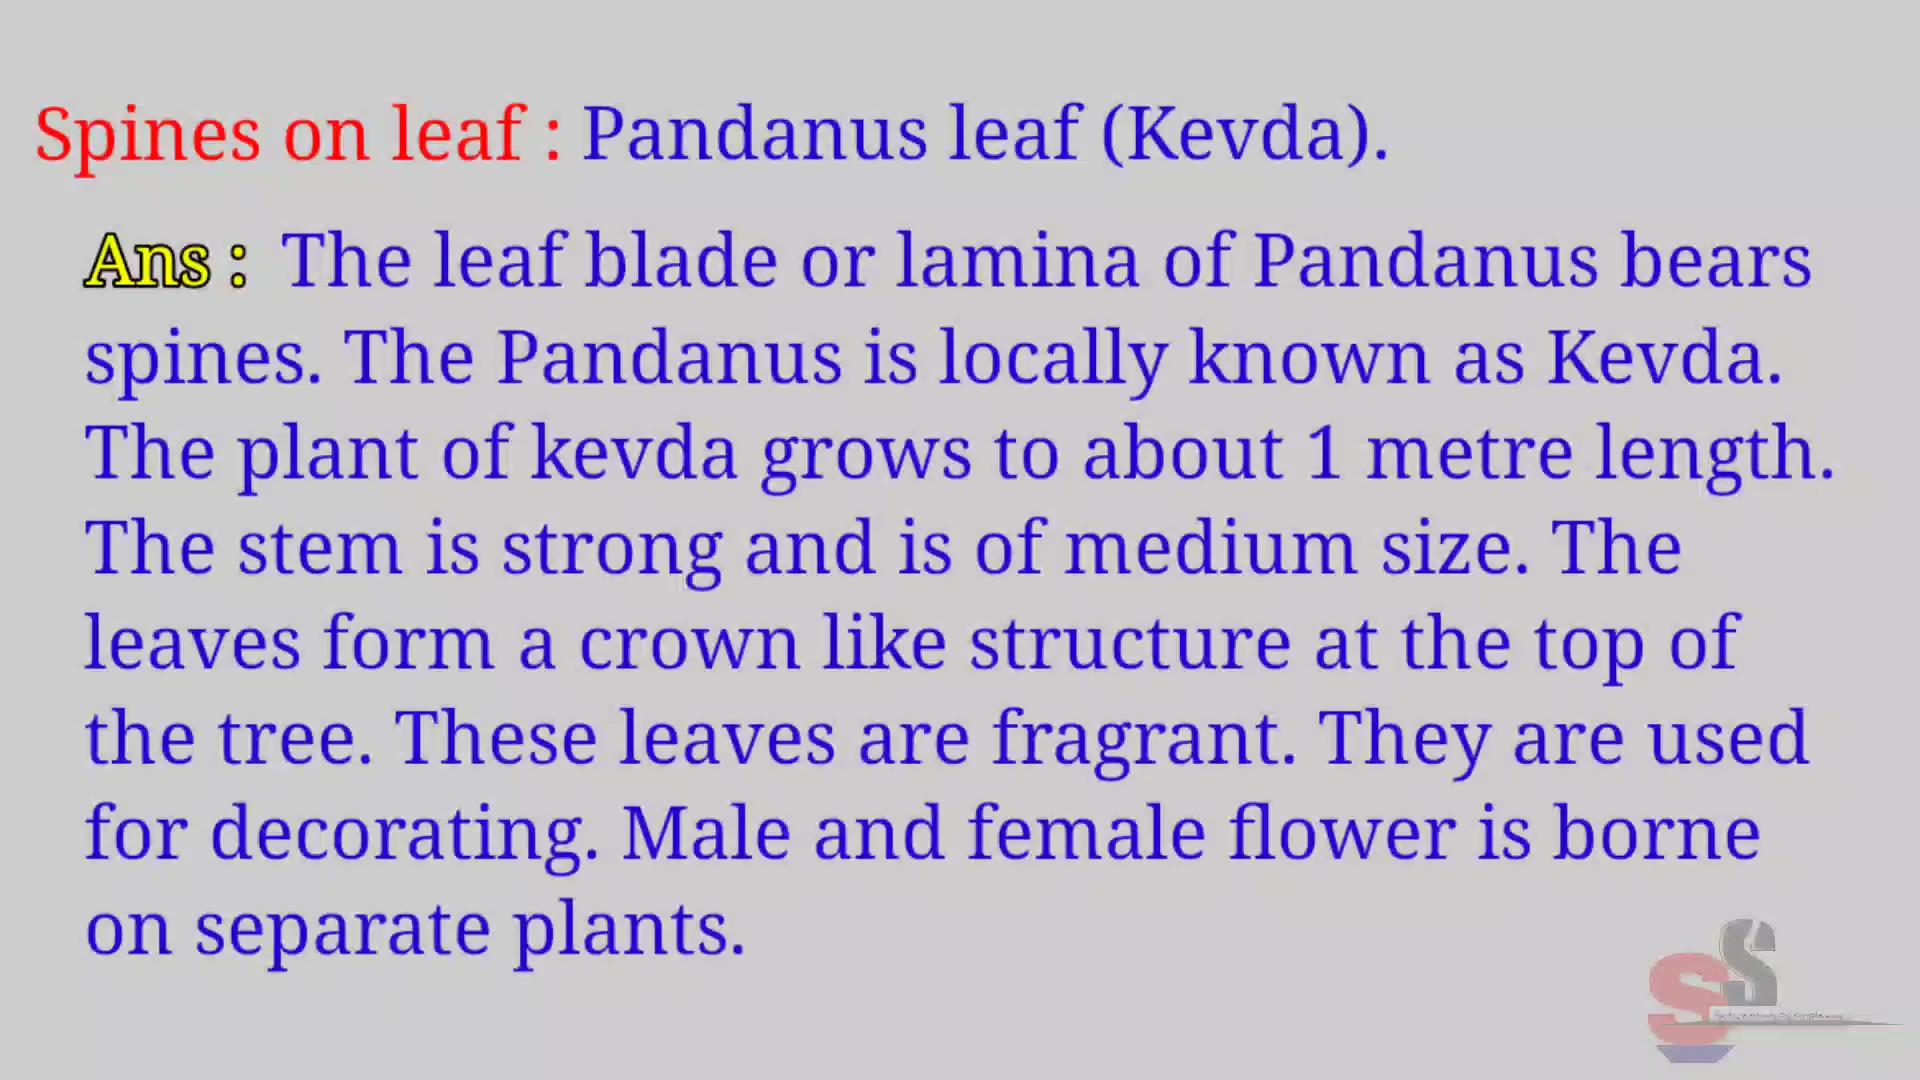 Spines on leaf : Pandanus leaf (Kevda).
Ans : The leaf blade or lamina of Pandanus bears
spines. The Pandanus is locally known as Kevda.
The plant of kevda grows to about 1 metre length.
The stem is strong and is of medium size. The
leaves form a crown like structure at the top of
the tree. These leaves are fragrant. They are used
for decorating. Male and female flower is borne
on separate plants.
SS